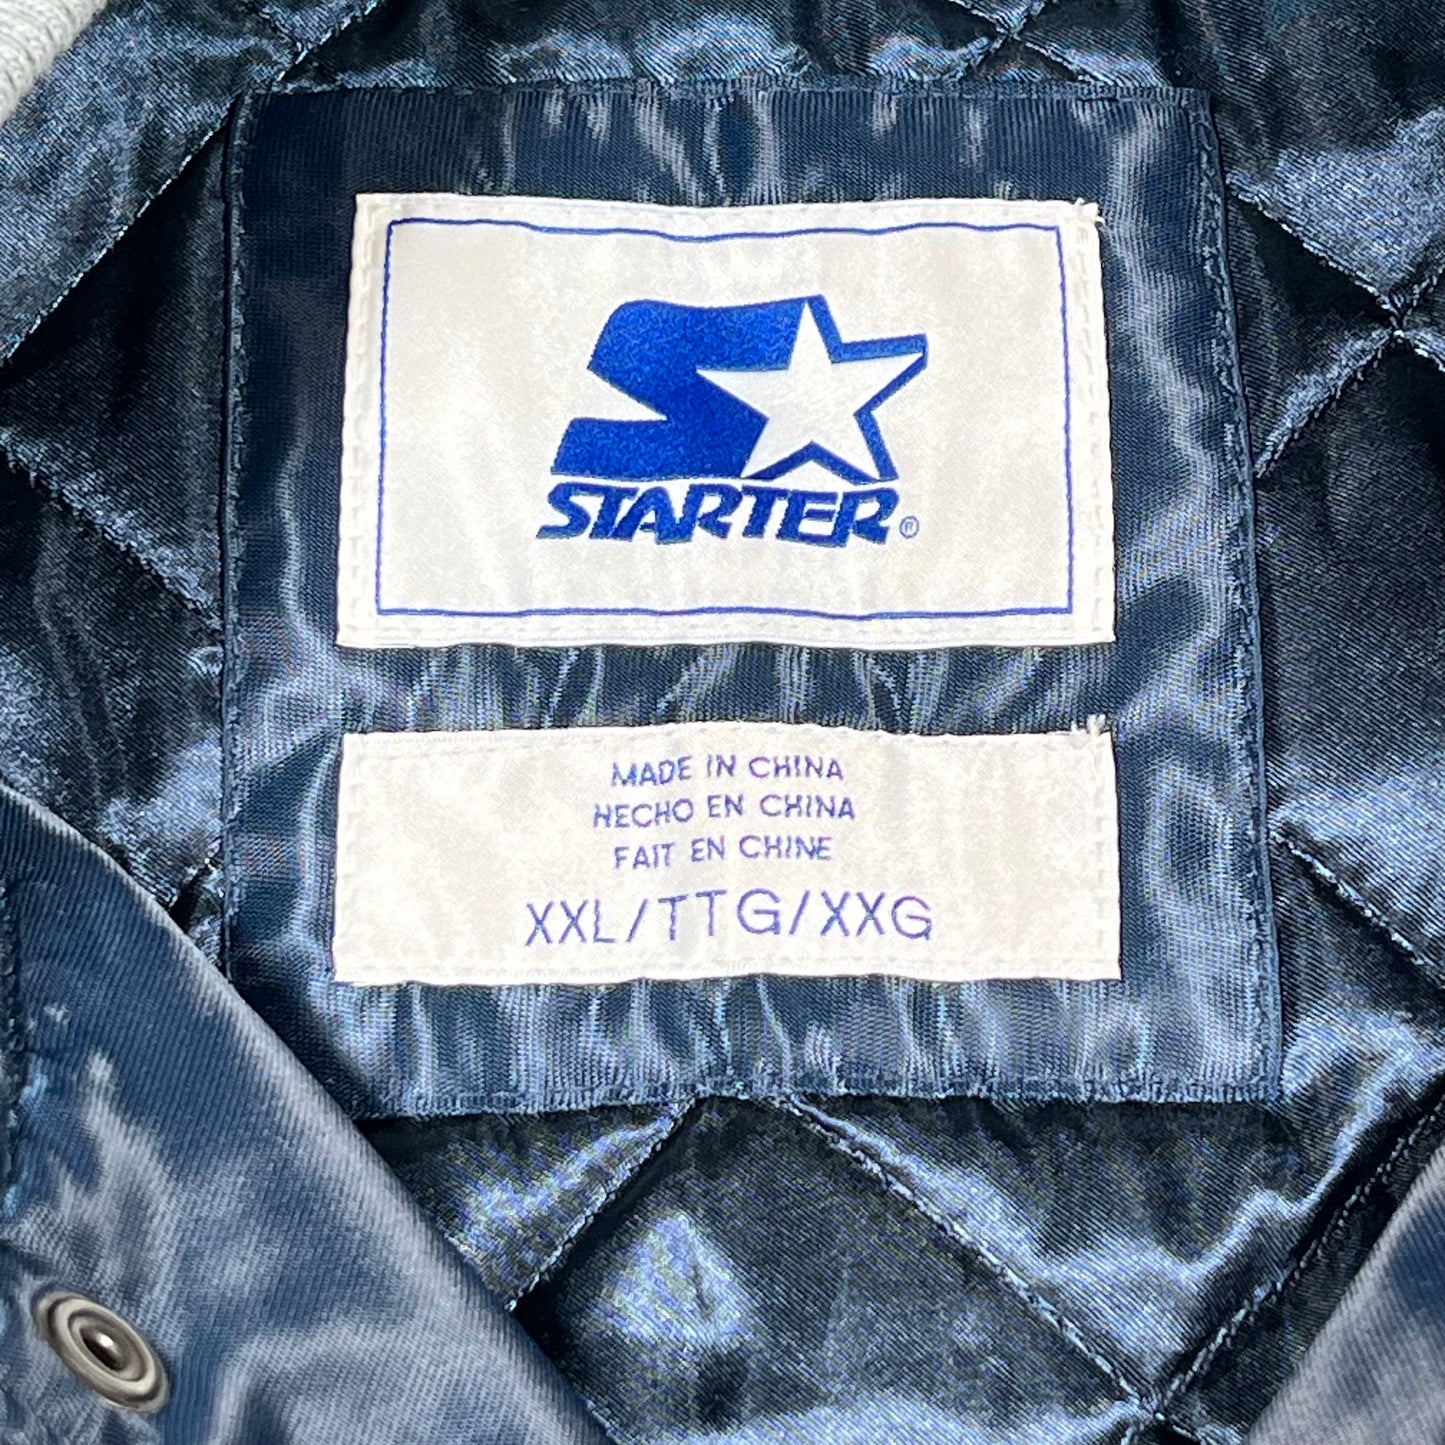 STARTER®
MADE IN CHINA
HECHO EN CHINA
FAIT EN CHINE
XXL/TTG/XXG